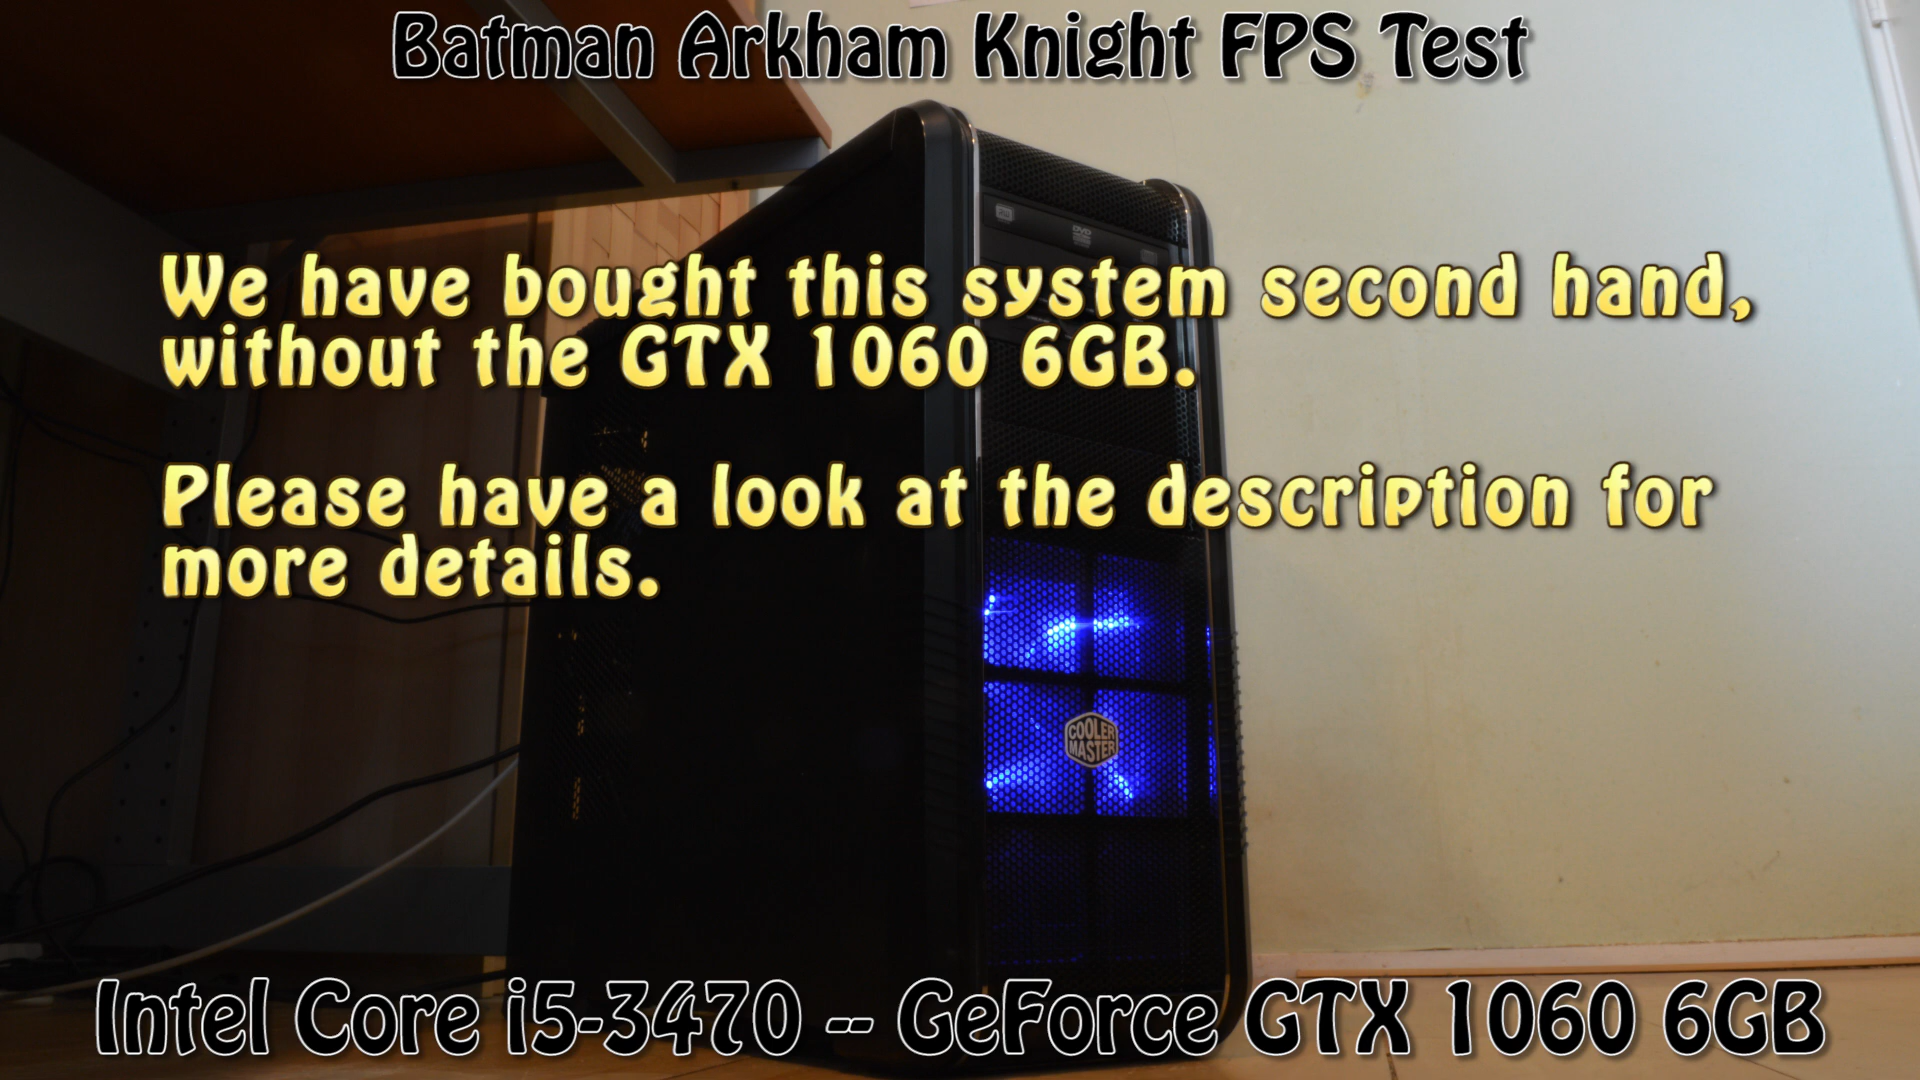 Batman Arkham Knight FPS Test
DVD
We have bought this system second hand,
without the GTX 1060 6GB.
Please have a look at the description for
more details.
COOLER
MASTER
Intel Core i5-3470 -- GeForce GTX 1060 6GB